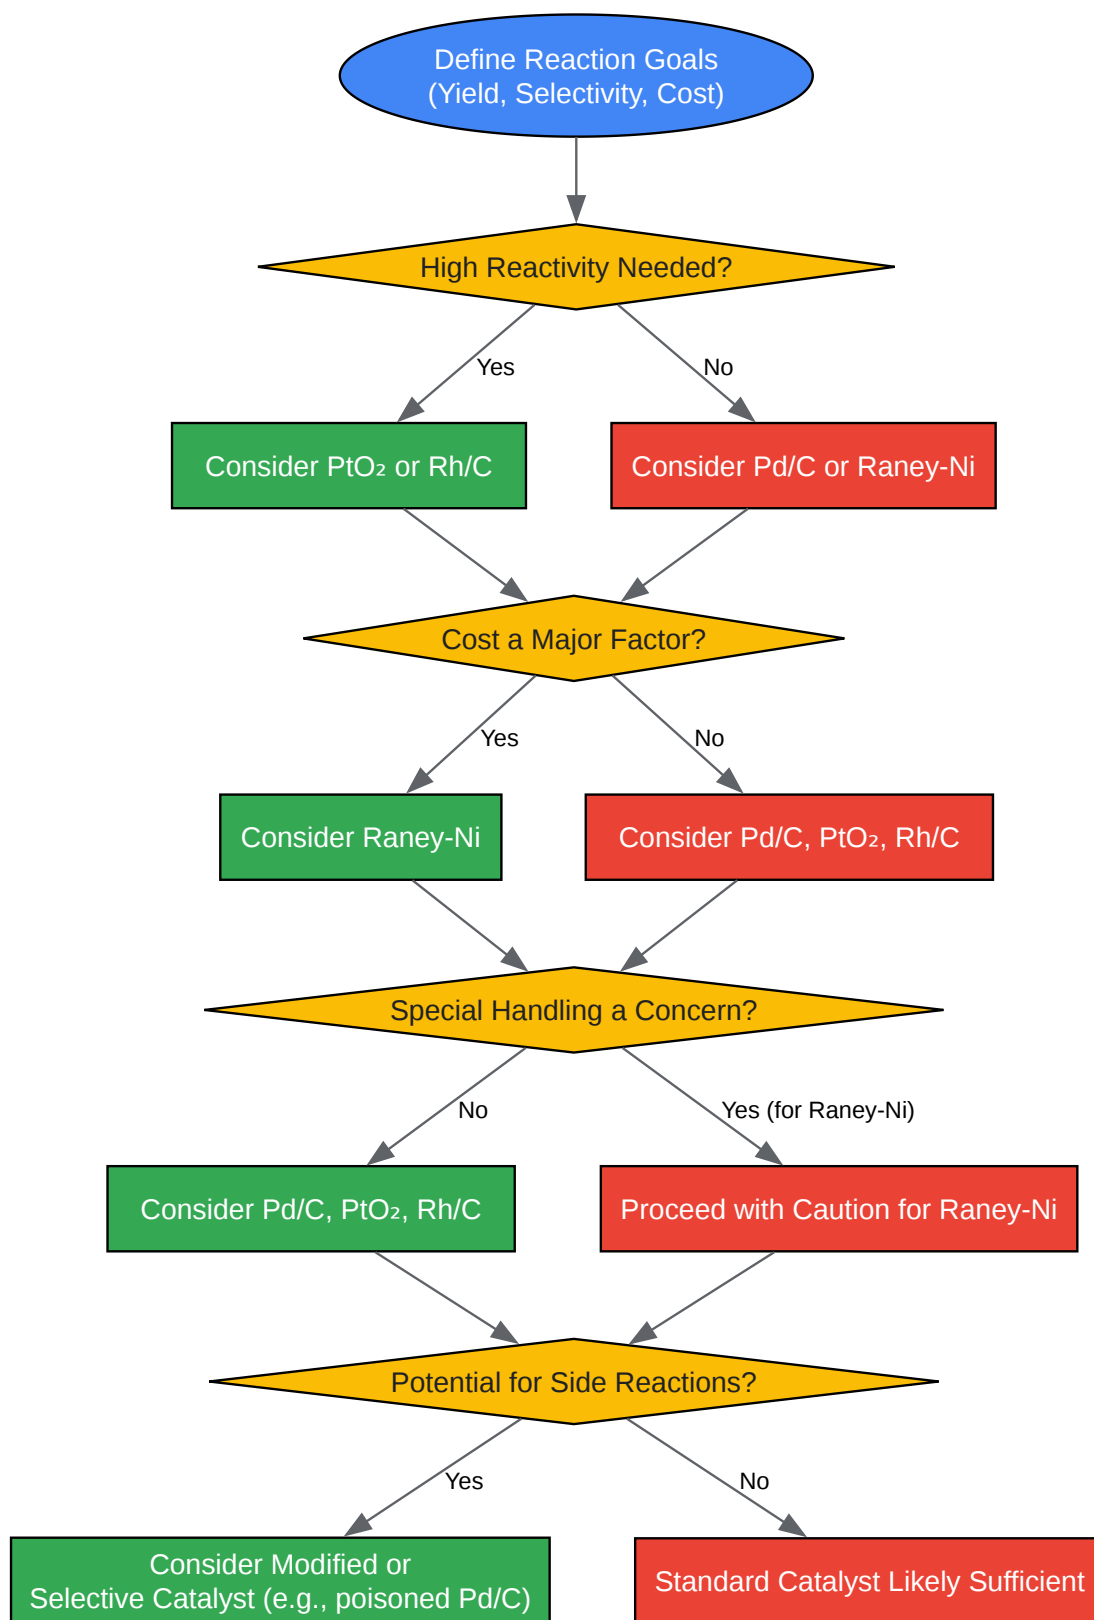 Define Reaction Goals
(Yield, Selectivity, Cost)
High Reactivity Needed?
Yes
No
Consider PtO₂ or Rh/C
Consider Pd/C or Raney-Ni
Cost a Major Factor?
Yes
No
Consider Raney-Ni
Consider Pd/C, PtO₂, Rh/C
Special Handling a Concern?
No
Yes (for Raney-Ni)
Consider Pd/C, PtO₂, Rh/C
Proceed with Caution for Raney-Ni
Potential for Side Reactions?
Yes
No
Consider Modified or
Selective Catalyst (e.g., poisoned Pd/C)
Standard Catalyst Likely Sufficient